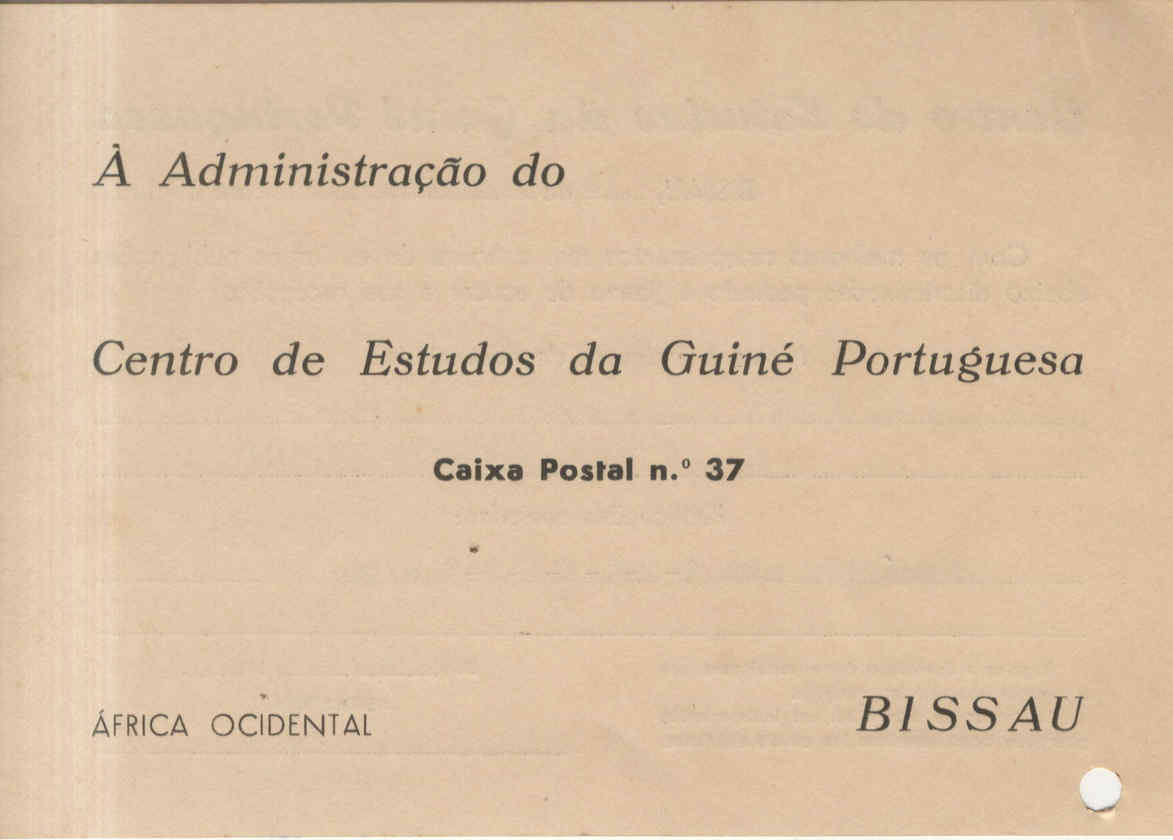 À Administração do
Centro de Estudos da Guiné Portuguesa
Caixa Postal n.º 37
ÁFRICA OCIDENTAL
BISSAU